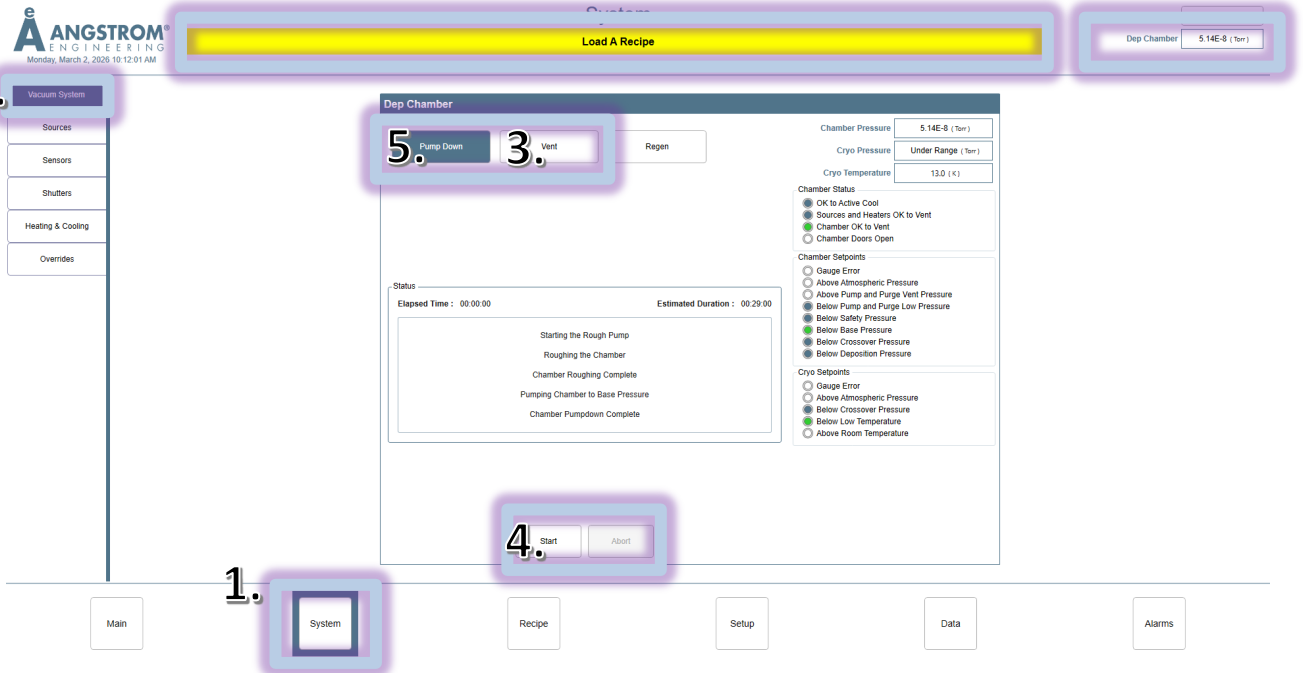 System
e
ANGSTROM®
ENGINEERING
Monday, March 2, 2026 10:12:01 AM
Load A Recipe
Dep Chamber 5.14E-8 (Torr)
Vacuum System
Sources
Sensors
Shutters
Heating & Cooling
Overrides
Dep Chamber
5. Pump Down 3. Vent Regen
Chamber Pressure 5.14E-8 (Torr)
Cryo Pressure Under Range (Torr)
Cryo Temperature 13.0 (K)
Chamber Status
OK to Active Cool
Sources and Heaters OK to Vent
Chamber OK to Vent
Chamber Doors Open
Chamber Setpoints
Gauge Error
Above Atmospheric Pressure
Above Pump and Purge Vent Pressure
Below Pump and Purge Low Pressure
Below Safety Pressure
Below Base Pressure
Below Crossover Pressure
Below Deposition Pressure
Cryo Setpoints
Gauge Error
Above Atmospheric Pressure
Below Crossover Pressure
Below Low Temperature
Above Room Temperature
Status
Elapsed Time : 00:00:00 Estimated Duration : 00:29:00
Starting the Rough Pump
Roughing the Chamber
Chamber Roughing Complete
Pumping Chamber to Base Pressure
Chamber Pumpdown Complete
4. Start Abort
1.
Main System Recipe Setup Data Alarms